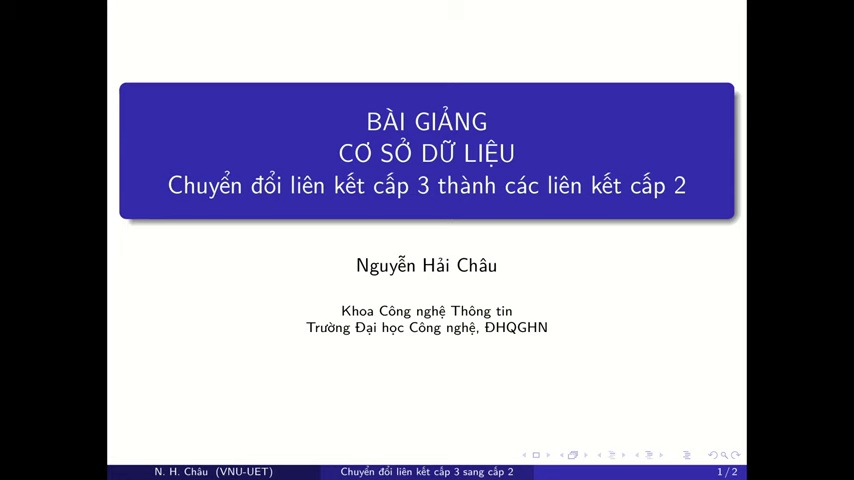 BÀI GIẢNG
CƠ SỞ DỮ LIỆU
Chuyển đổi liên kết cấp 3 thành các liên kết cấp 2
Nguyễn Hải Châu
Khoa Công nghệ Thông tin
Trường Đại học Công nghệ, ĐHQGHN
N. H. Châu (VNU-UET) Chuyển đổi liên kết cấp 3 sang cấp 2 1 / 2